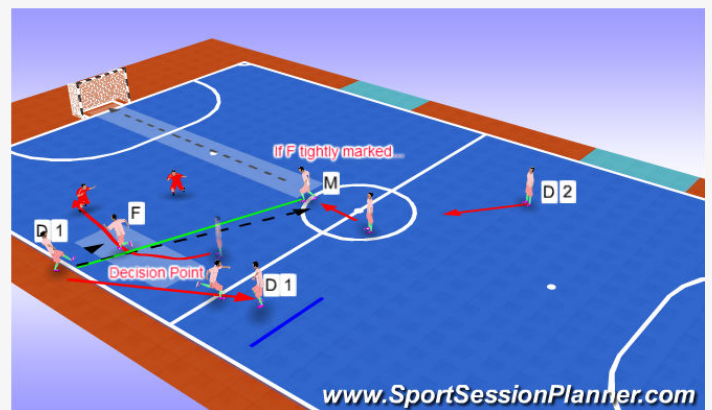 If F tightly marked...
M
D 2
F
D 1
Decision Point
D 1
www.SportSessionPlanner.com